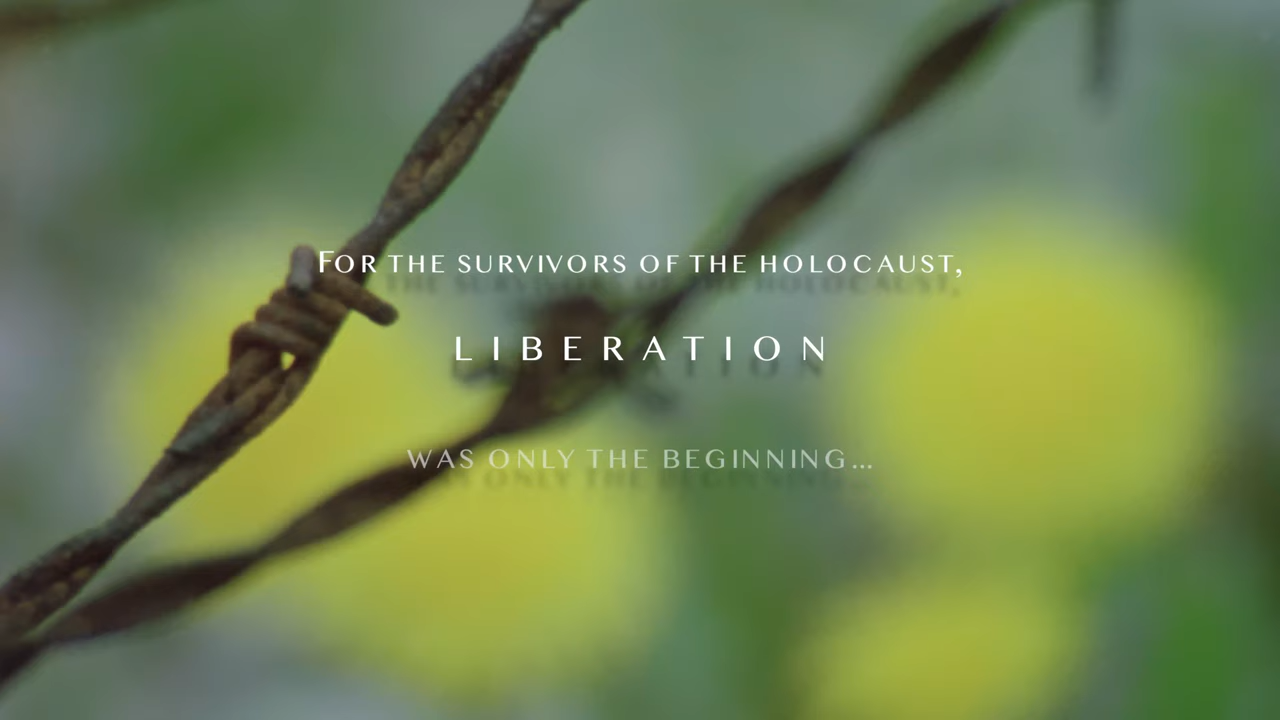 For the survivors of the holocaust,
LIBERATION
was only the beginning...